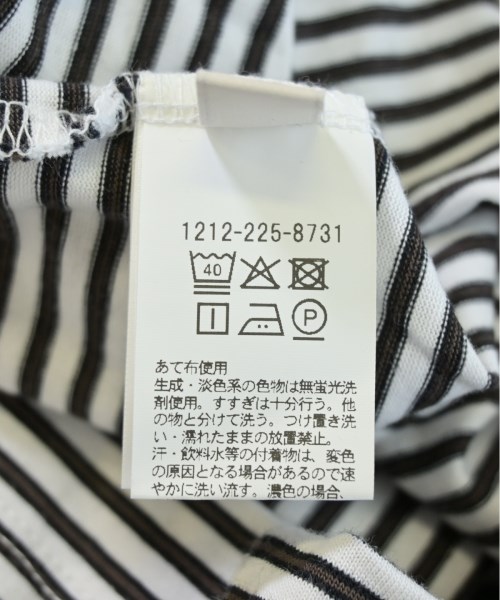 1212-225-8731
40
P
あて布使用
生成・淡色系の色物は無蛍光洗
剤使用。すすぎは十分行う。他
の物と分けて洗う。つけ置き洗
い・濡れたままの放置禁止。
汗・飲料水等の付着物は、変色
の原因となる場合があるので速
やかに洗い流す。濃色の場合、